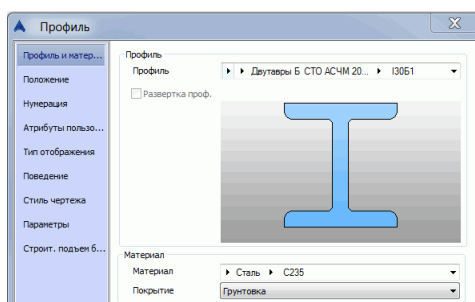 Профиль
Профиль и матер...
Положение
Нумерация
Атрибуты пользо...
Тип отображения
Поведение
Стиль чертежа
Параметры
Строит. подъем б...
Профиль
Профиль Двутавры Б СТО АСЧМ 20... I30Б1
Развертка проф.
Материал
Материал Сталь C235
Покрытие Грунтовка